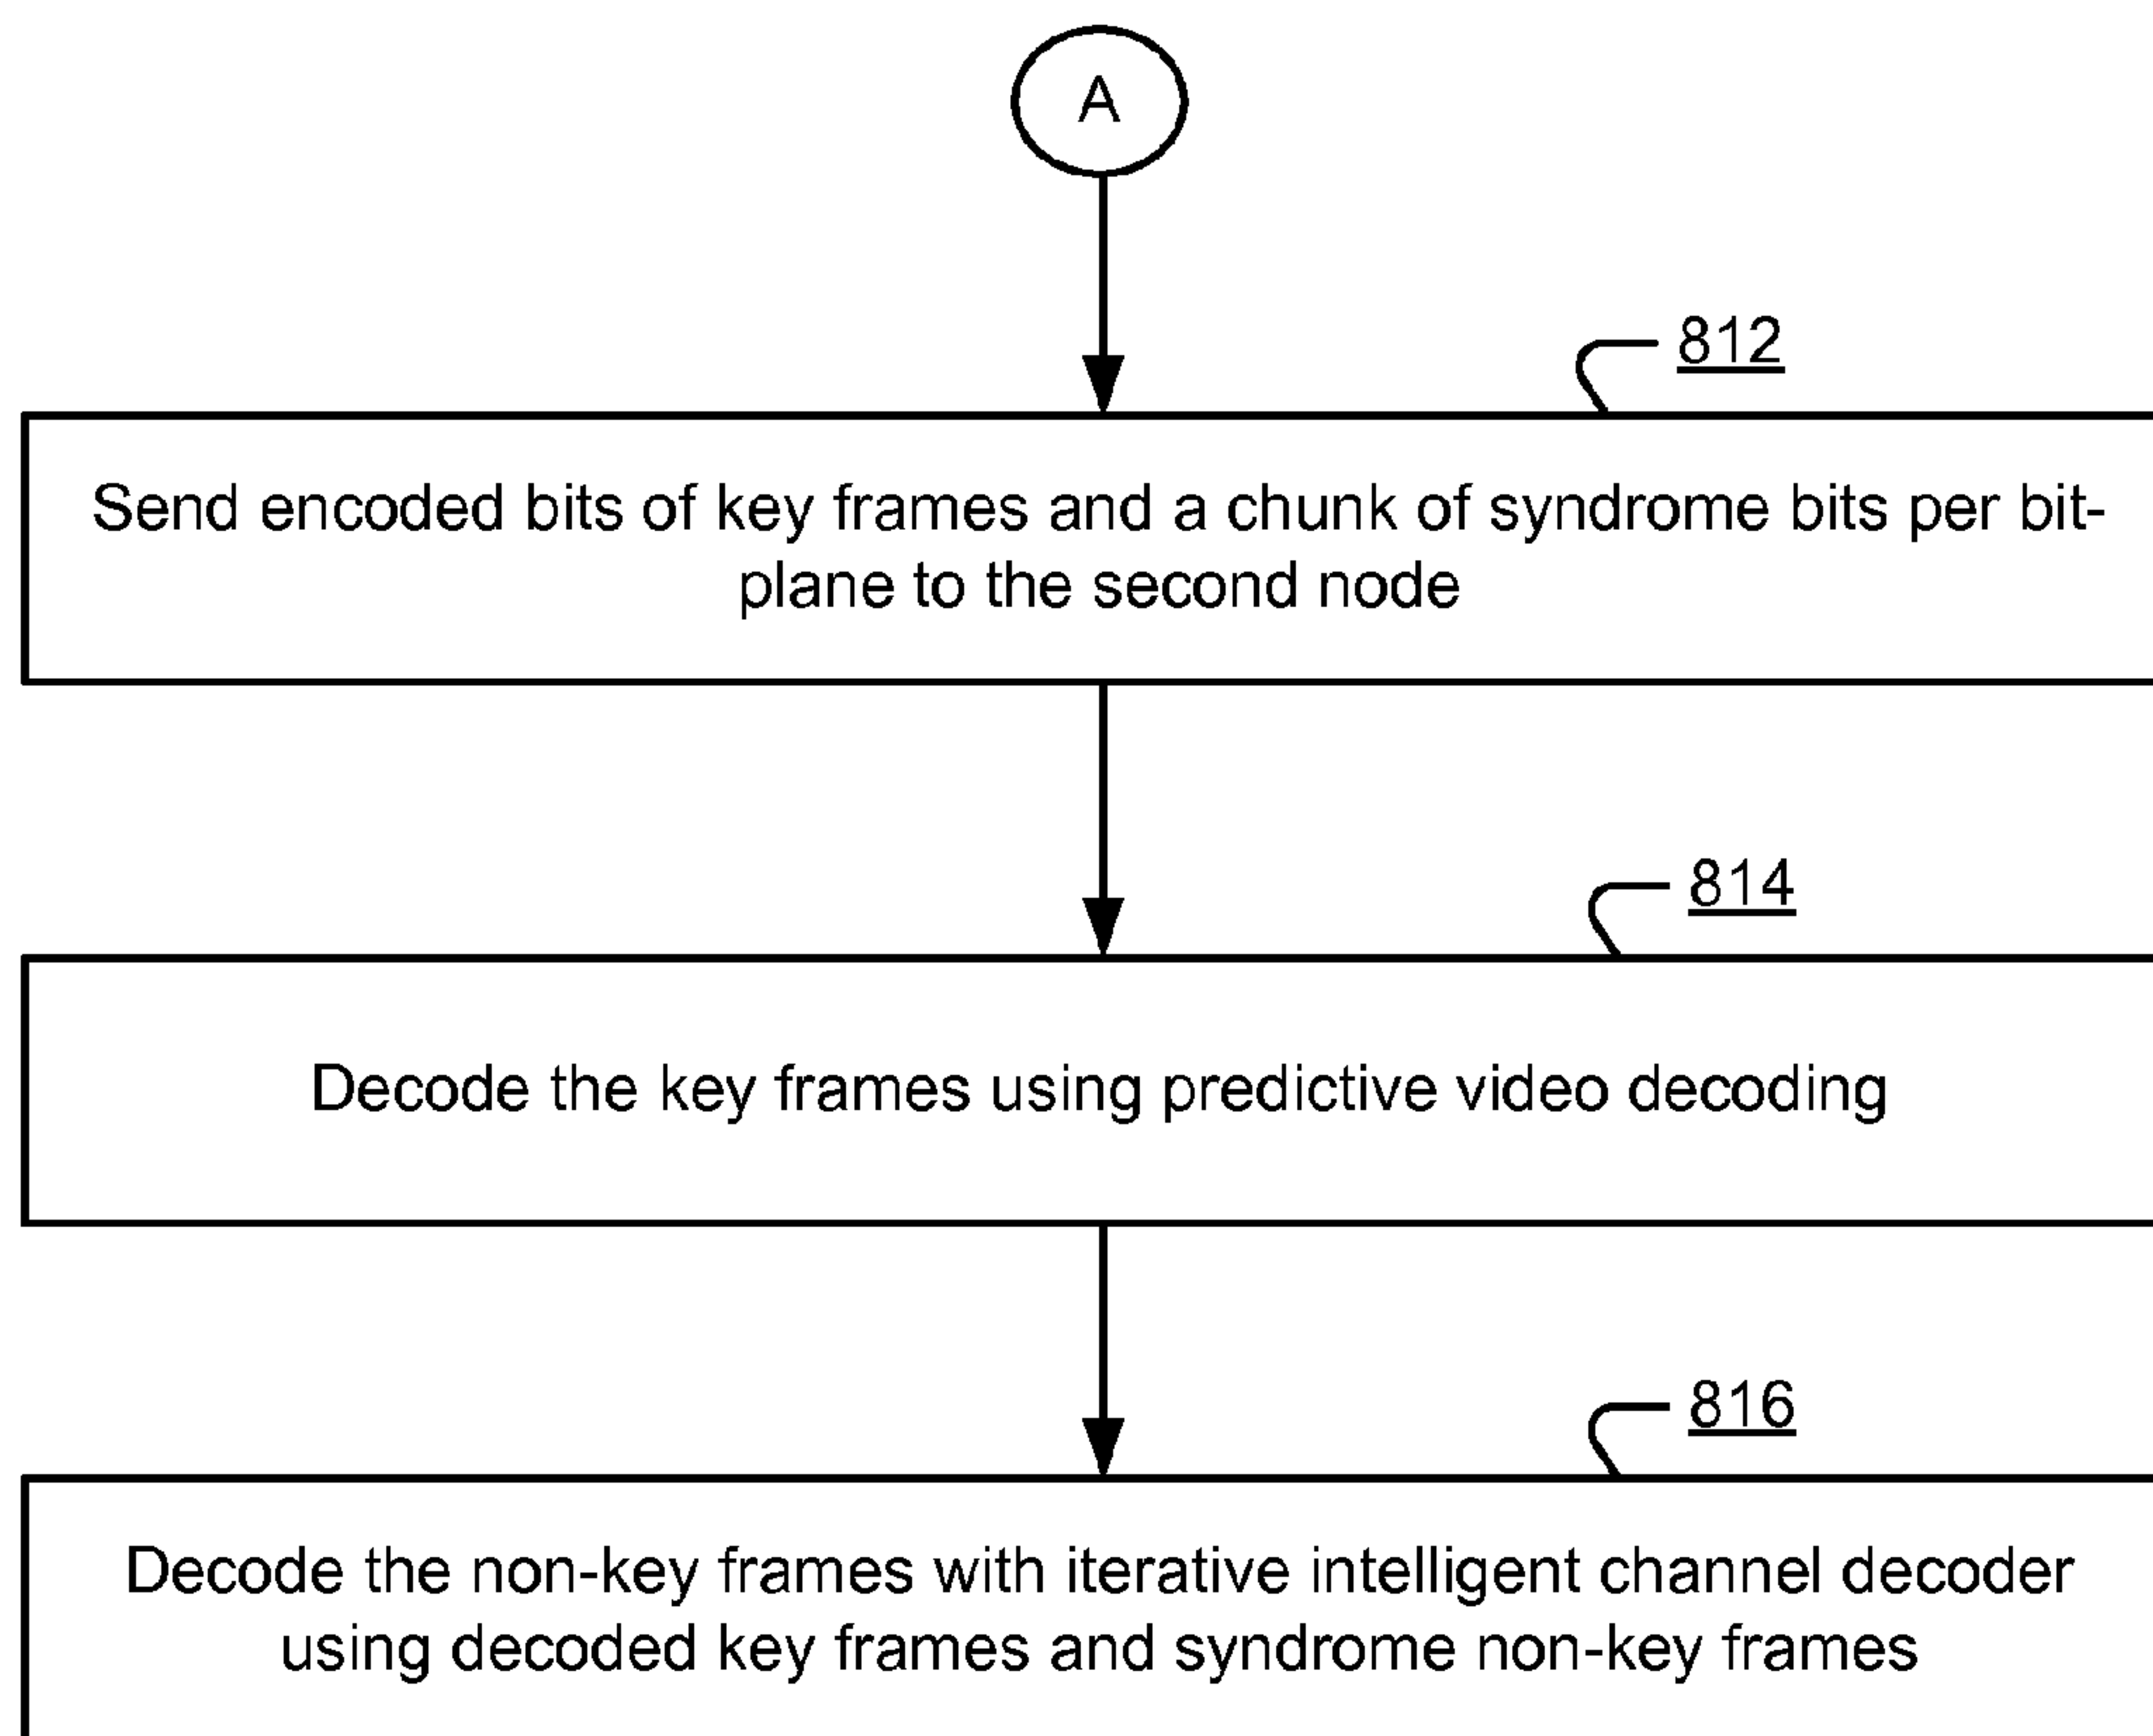 A
812
Send encoded bits of key frames and a chunk of syndrome bits per bit-
plane to the second node
814
Decode the key frames using predictive video decoding
816
Decode the non-key frames with iterative intelligent channel decoder
using decoded key frames and syndrome non-key frames